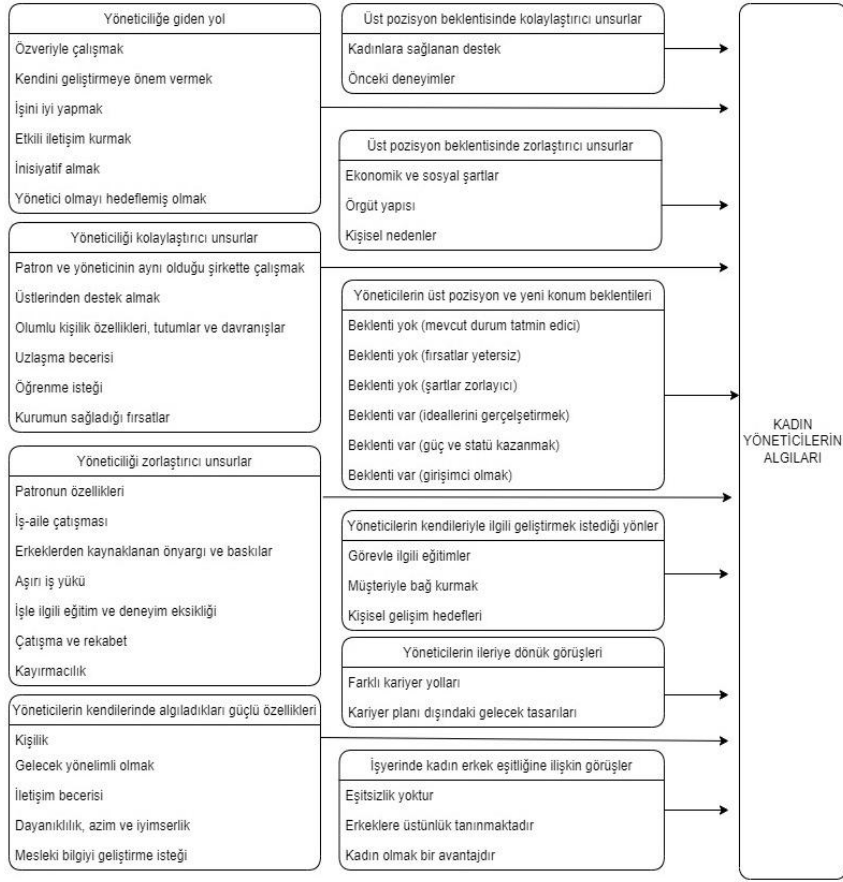 Yöneticiliğe giden yol
Özveriyle çalışmak
Kendini geliştirmeye önem vermek
İşini iyi yapmak
Etkili iletişim kurmak
İnisiyatif almak
Yönetici olmayı hedeflemiş olmak
Yöneticiliği kolaylaştırıcı unsurlar
Patron ve yöneticinin aynı olduğu şirkette çalışmak
Üstlerinden destek almak
Olumlu kişilik özellikleri, tutumlar ve davranışlar
Uzlaşma becerisi
Öğrenme isteği
Kurumun sağladığı fırsatlar
Yöneticiliği zorlaştırıcı unsurlar
Patronun özellikleri
İş-aile çatışması
Erkeklerden kaynaklanan önyargı ve baskılar
Aşırı iş yükü
İşle ilgili eğitim ve deneyim eksikliği
Çatışma ve rekabet
Kayırmacılık
Yöneticilerin kendilerinde algıladıkları güçlü özellikleri
Kişilik
Gelecek yönelimli olmak
İletişim becerisi
Dayanıklılık, azim ve iyimserlik
Mesleki bilgiyi geliştirme isteği
Üst pozisyon beklentisinde kolaylaştırıcı unsurlar
Kadınlara sağlanan destek
Önceki deneyimler
Üst pozisyon beklentisinde zorlaştırıcı unsurlar
Ekonomik ve sosyal şartlar
Örgüt yapısı
Kişisel nedenler
Yöneticilerin üst pozisyon ve yeni konum beklentileri
Beklenti yok (mevcut durum tatmin edici)
Beklenti yok (fırsatlar yetersiz)
Beklenti yok (şartlar zorlayıcı)
Beklenti var (ideallerini gerçelşetirmek)
Beklenti var (güç ve statü kazanmak)
Beklenti var (girişimci olmak)
Yöneticilerin kendileriyle ilgili geliştirmek istediği yönler
Görevle ilgili eğitimler
Müşteriyle bağ kurmak
Kişisel gelişim hedefleri
Yöneticilerin ileriye dönük görüşleri
Farklı kariyer yolları
Kariyer planı dışındaki gelecek tasarıları
İşyerinde kadın erkek eşitliğine ilişkin görüşler
Eşitsizlik yoktur
Erkeklere üstünlük tanınmaktadır
Kadın olmak bir avantajdır
KADIN
YÖNETİCİLERİN
ALGILARI